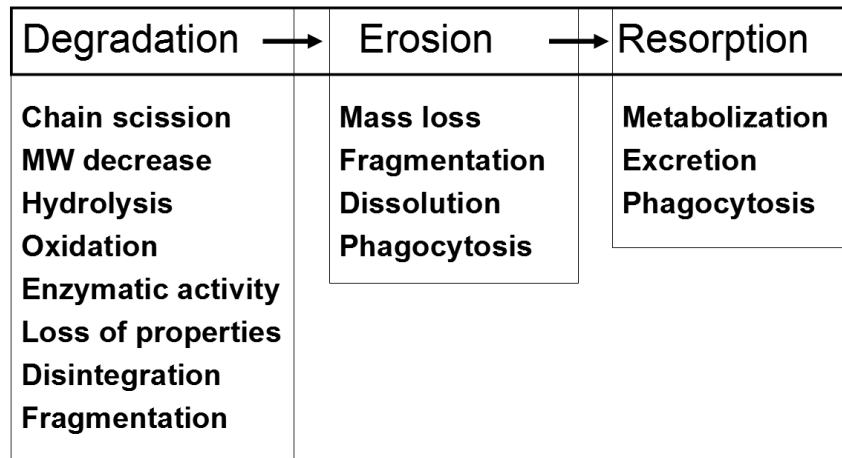 Degradation → Erosion → Resorption
Chain scission
MW decrease
Hydrolysis
Oxidation
Enzymatic activity
Loss of properties
Disintegration
Fragmentation
Mass loss
Fragmentation
Dissolution
Phagocytosis
Metabolization
Excretion
Phagocytosis